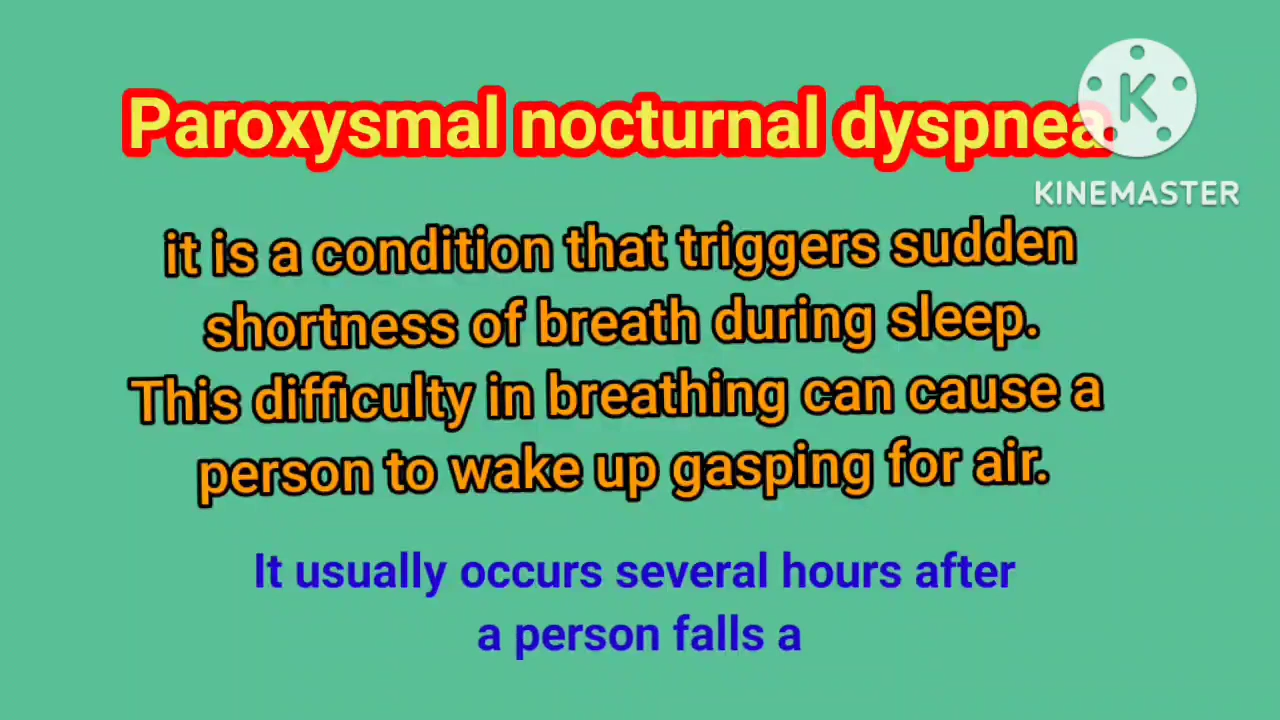 Paroxysmal nocturnal dyspnea
K
KINEMASTER
it is a condition that triggers sudden
shortness of breath during sleep.
This difficulty in breathing can cause a
person to wake up gasping for air.
It usually occurs several hours after
a person falls a